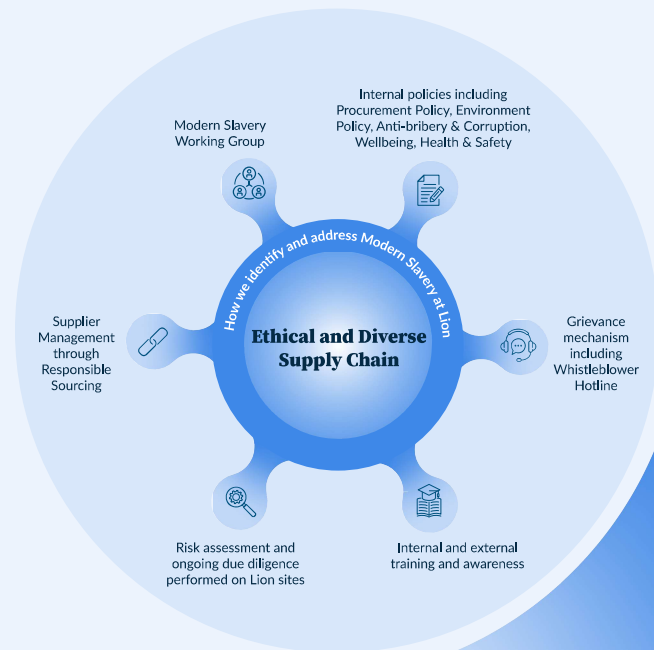 Internal policies including
Procurement Policy, Environment
Policy, Anti-bribery & Corruption,
Wellbeing, Health & Safety
Modern Slavery
Working Group
How we identify and address Modern Slavery at Lion
Ethical and Diverse
Supply Chain
Supplier
Management
through
Responsible
Sourcing
Grievance
mechanism
including
Whistleblower
Hotline
Risk assessment and
ongoing due diligence
performed on Lion sites
Internal and external
training and awareness